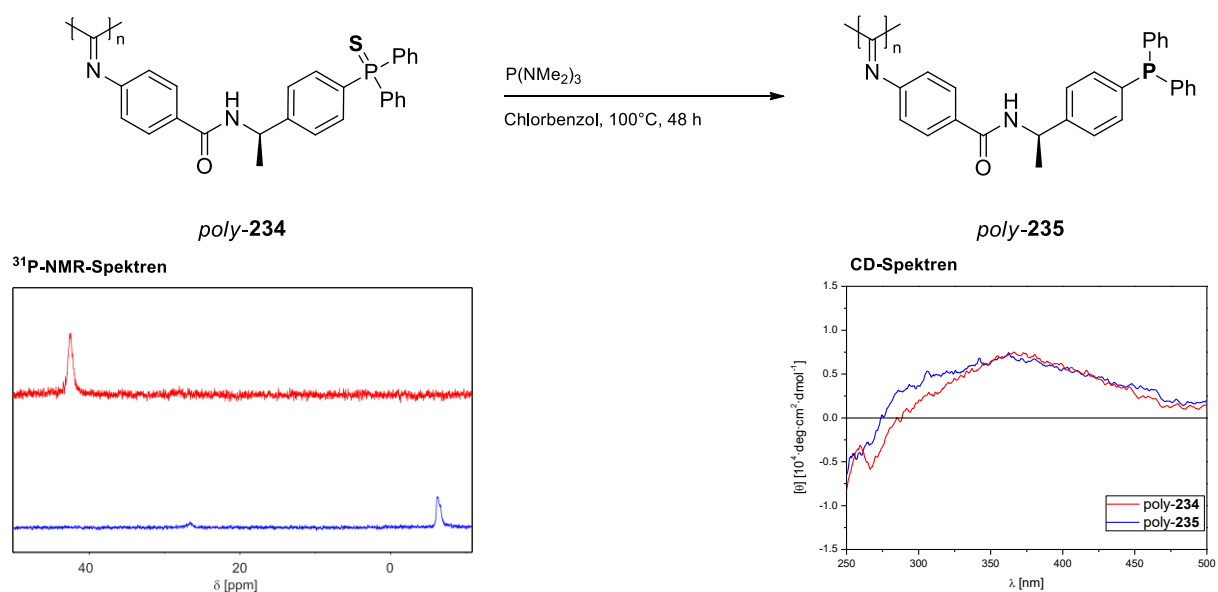 n
N
H
N
O
S
P
Ph
Ph
P(NMe2)3
Chlorbenzol, 100°C, 48 h
n
N
H
N
O
P
Ph
Ph
poly-234
poly-235
31P-NMR-Spektren
40
20
0
δ [ppm]
CD-Spektren
1.5
1.0
0.5
0.0
-0.5
-1.0
-1.5
[θ] [10⁴·deg·cm²·dmol⁻¹]
poly-234
poly-235
250 300 350 400 450 500
λ [nm]